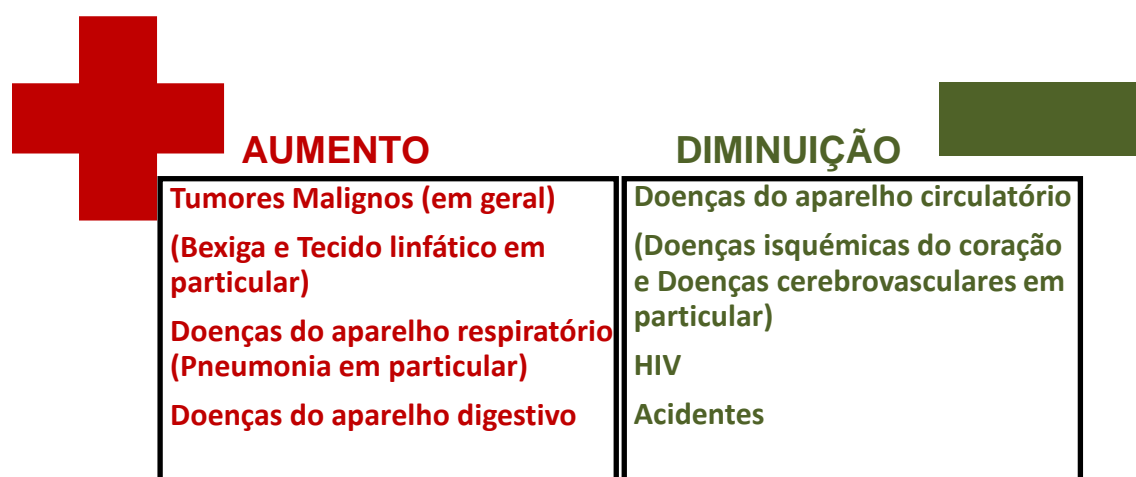 AUMENTO
Tumores Malignos (em geral)
(Bexiga e Tecido linfático em
particular)
Doenças do aparelho respiratório
(Pneumonia em particular)
Doenças do aparelho digestivo
DIMINUIÇÃO
Doenças do aparelho circulatório
(Doenças isquémicas do coração
e Doenças cerebrovasculares em
particular)
HIV
Acidentes